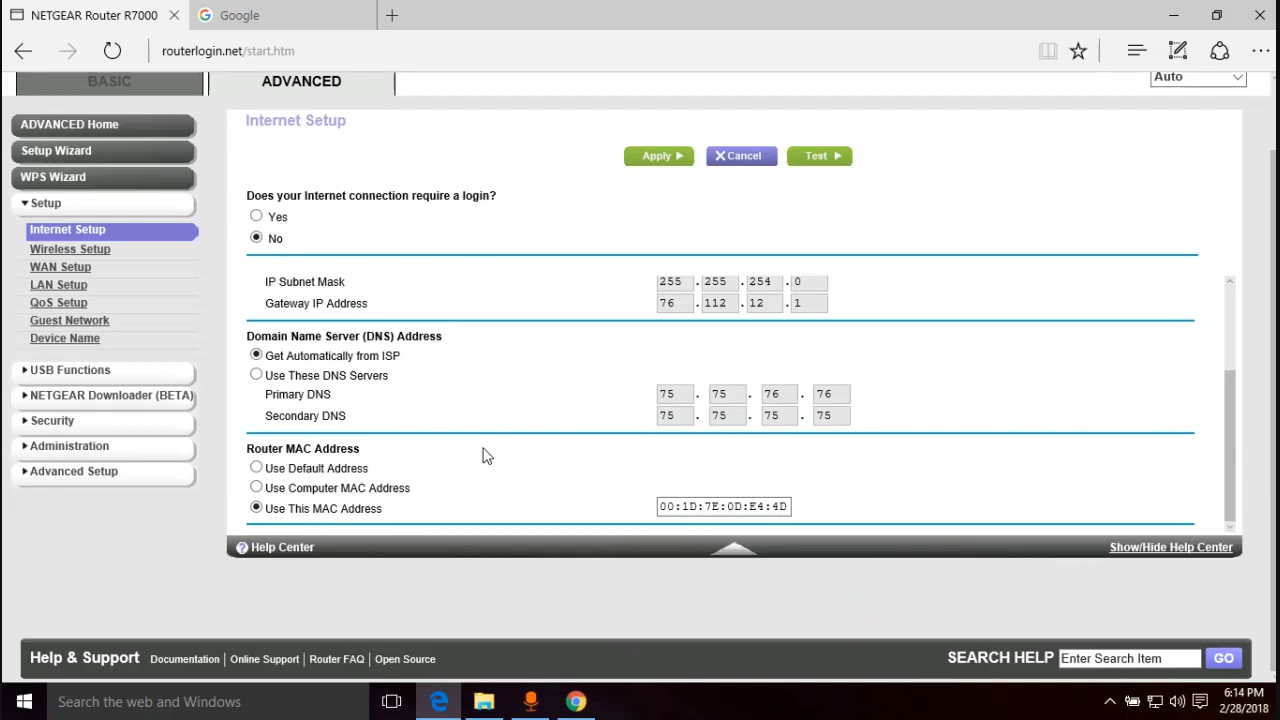 NETGEAR Router R7000
Google
routerlogin.net/start.htm
BASIC
ADVANCED
Auto
ADVANCED Home
Setup Wizard
WPS Wizard
Setup
Internet Setup
Wireless Setup
WAN Setup
LAN Setup
QoS Setup
Guest Network
Device Name
USB Functions
NETGEAR Downloader (BETA)
Security
Administration
Advanced Setup
Internet Setup
Apply
Cancel
Test
Does your Internet connection require a login?
Yes
No
IP Subnet Mask 255 . 255 . 254 . 0
Gateway IP Address 76 . 112 . 12 . 1
Domain Name Server (DNS) Address
Get Automatically from ISP
Use These DNS Servers
Primary DNS 75 . 75 . 76 . 76
Secondary DNS 75 . 75 . 75 . 75
Router MAC Address
Use Default Address
Use Computer MAC Address
Use This MAC Address 00:1D:7E:0D:E4:4D
Help Center
Show/Hide Help Center
Help & Support Documentation | Online Support | Router FAQ | Open Source
SEARCH HELP Enter Search Item GO
Search the web and Windows
6:14 PM
2/28/2018